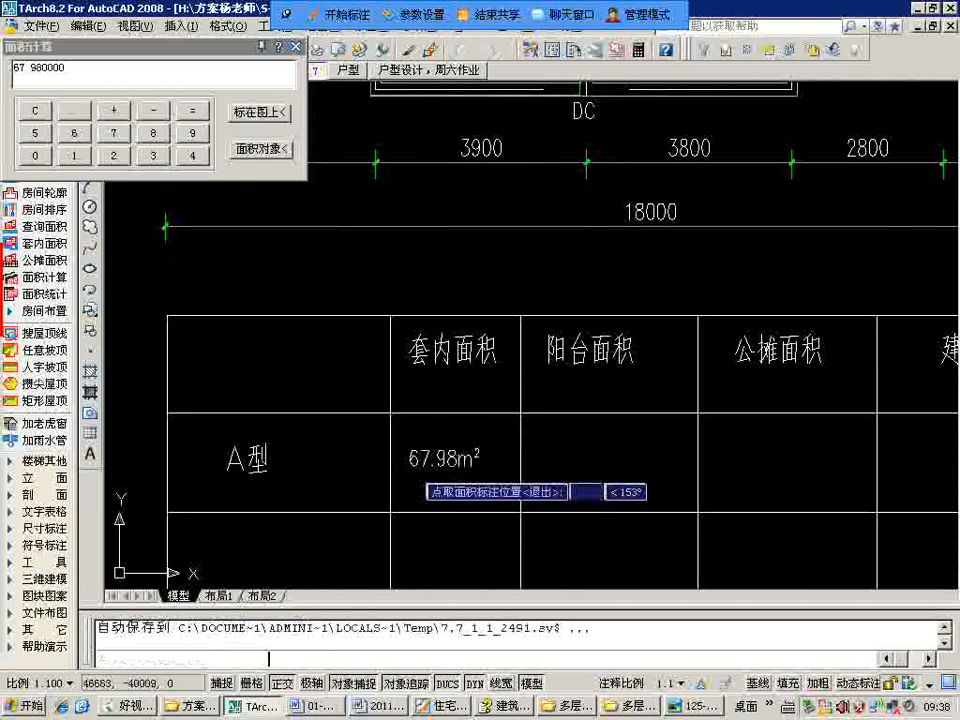 TArch8.2 For AutoCAD 2008 - [H:\方案杨老师\S-
开始标注 参数设置 结束共享 聊天窗口 管理模式
文件(F) 编辑(E) 视图(V) 插入(I) 格式(O)
面积计算
67 980000
C . + - =
标在图上<
5 6 7 8 9
0 1 2 3 4
面积对象<
户型 户型设计，周六作业
DC
3900 3800 2800
18000
房间轮廓
房间排序
查询面积
套内面积
公摊面积
面积计算
面积统计
房间布置
搜屋顶线
任意坡顶
人字坡顶
攒尖屋顶
矩形屋顶
加老虎窗
加雨水管
楼梯其他
立 面
剖 面
文字表格
尺寸标注
符号标注
工 具
三维建模
图块图案
文件布图
其 它
帮助演示
套内面积 阳台面积 公摊面积 建
A型 67.98m²
点取面积标注位置<退出>: < 153°
Y
X
模型 布局1 布局2
自动保存到 C:\DOCUME~1\ADMINI~1\LOCALS~1\Temp\7.7_1_1_2491.sv$ ...
比例 1:100 46683, -40009, 0 捕捉 栅格 正交 极轴 对象捕捉 对象追踪 DUCS DYN 线宽 模型 注释比例: 1:1 基线 填充 加粗 动态标注
开始 好视... 方案... TArc... 01-... 2011... 住宅... 建筑... 多层... 多层... 125-... 桌面 » 09:38